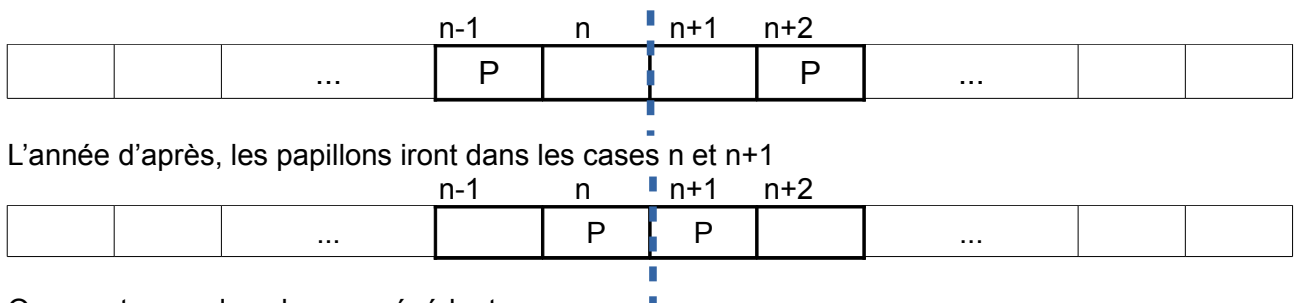 n-1 n n+1 n+2
... P P ...
L’année d’après, les papillons iront dans les cases n et n+1
n-1 n n+1 n+2
... P P ...